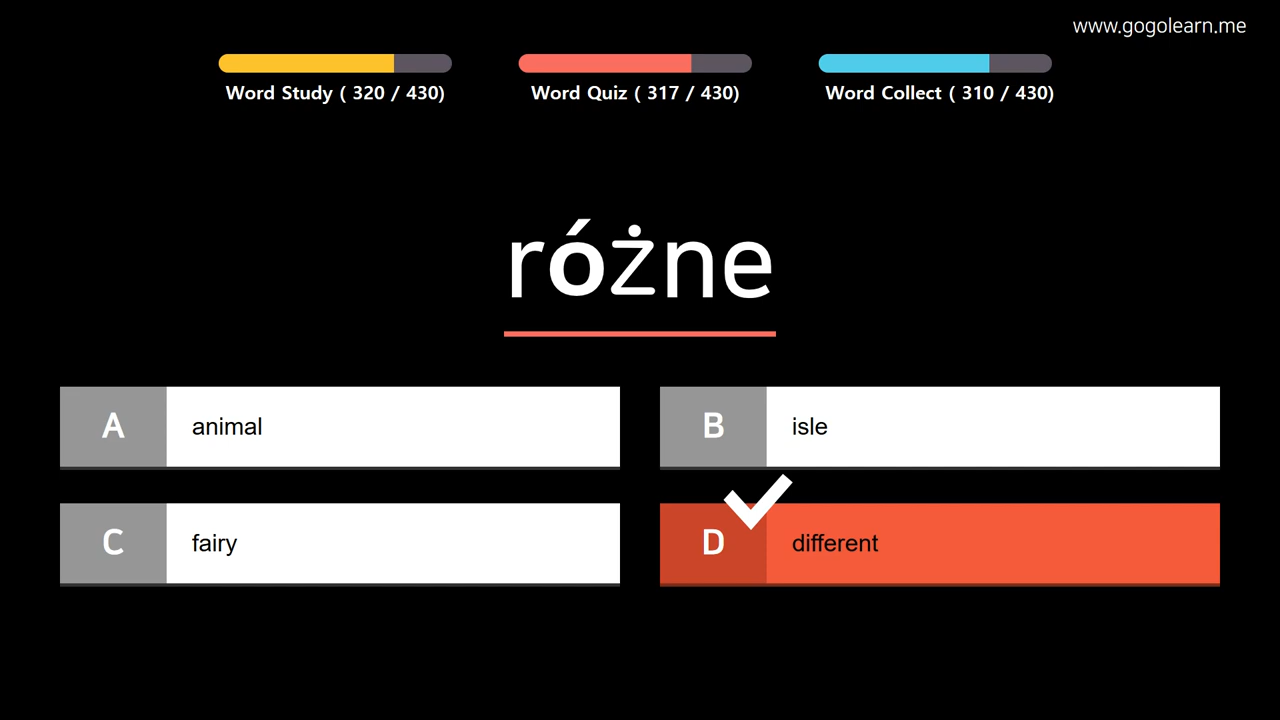 www.gogolearn.me
Word Study ( 320 / 430)
Word Quiz ( 317 / 430)
Word Collect ( 310 / 430)
różne
A animal
B isle
C fairy
D different